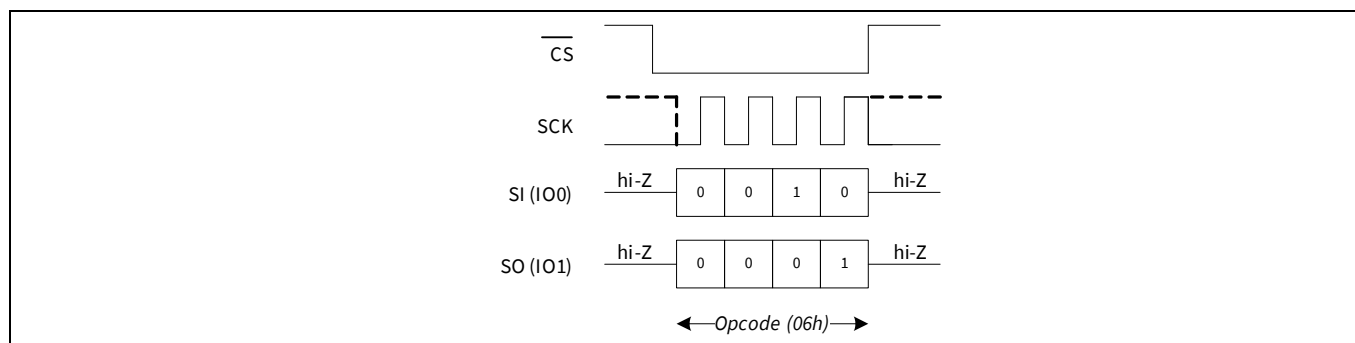 CS
SCK
hi-Z 0 0 1 0 hi-Z
SI (IO0)
hi-Z 0 0 0 1 hi-Z
SO (IO1)
Opcode (06h)